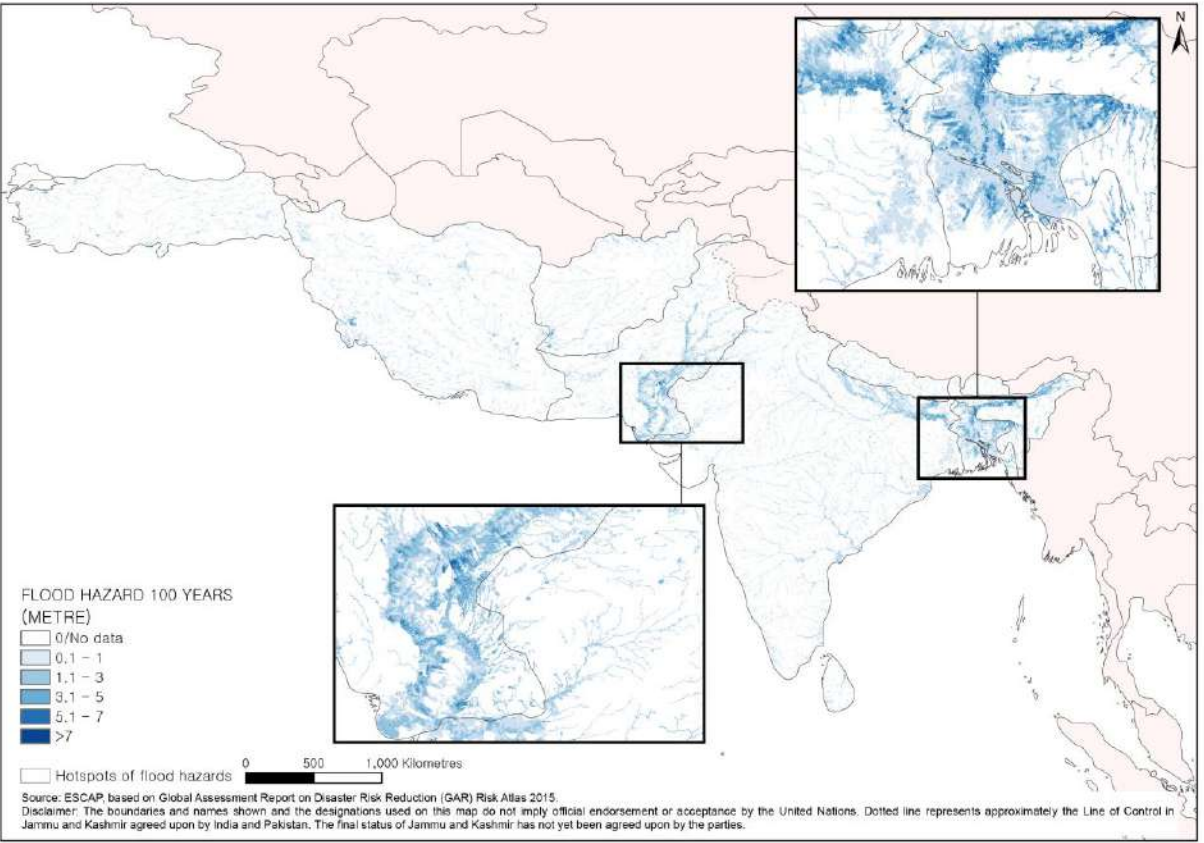 N
FLOOD HAZARD 100 YEARS
(METRE)
0/No data
0.1 – 1
1.1 – 3
3.1 – 5
5.1 – 7
>7
Hotspots of flood hazards
0 500 1,000 Kilometres
Source: ESCAP, based on Global Assessment Report on Disaster Risk Reduction (GAR) Risk Atlas 2015.
Disclaimer: The boundaries and names shown and the designations used on this map do not imply official endorsement or acceptance by the United Nations. Dotted line represents approximately the Line of Control in
Jammu and Kashmir agreed upon by India and Pakistan. The final status of Jammu and Kashmir has not yet been agreed upon by the parties.